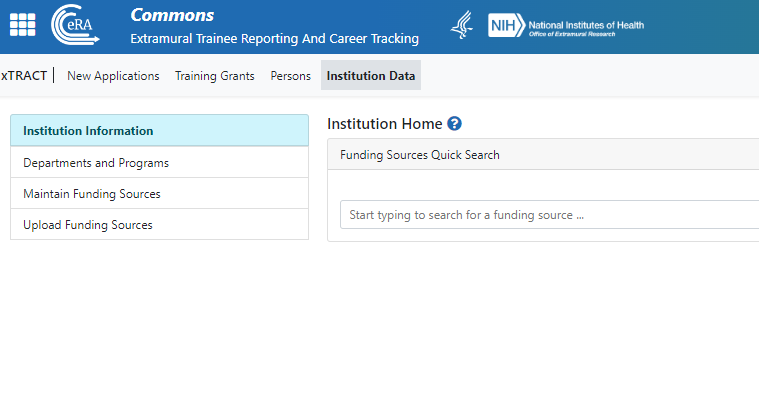 eRA
Commons
Extramural Trainee Reporting And Career Tracking
NIH
National Institutes of Health
Office of Extramural Research
xTRACT
New Applications
Training Grants
Persons
Institution Data
Institution Information
Departments and Programs
Maintain Funding Sources
Upload Funding Sources
Institution Home ?
Funding Sources Quick Search
Start typing to search for a funding source ...